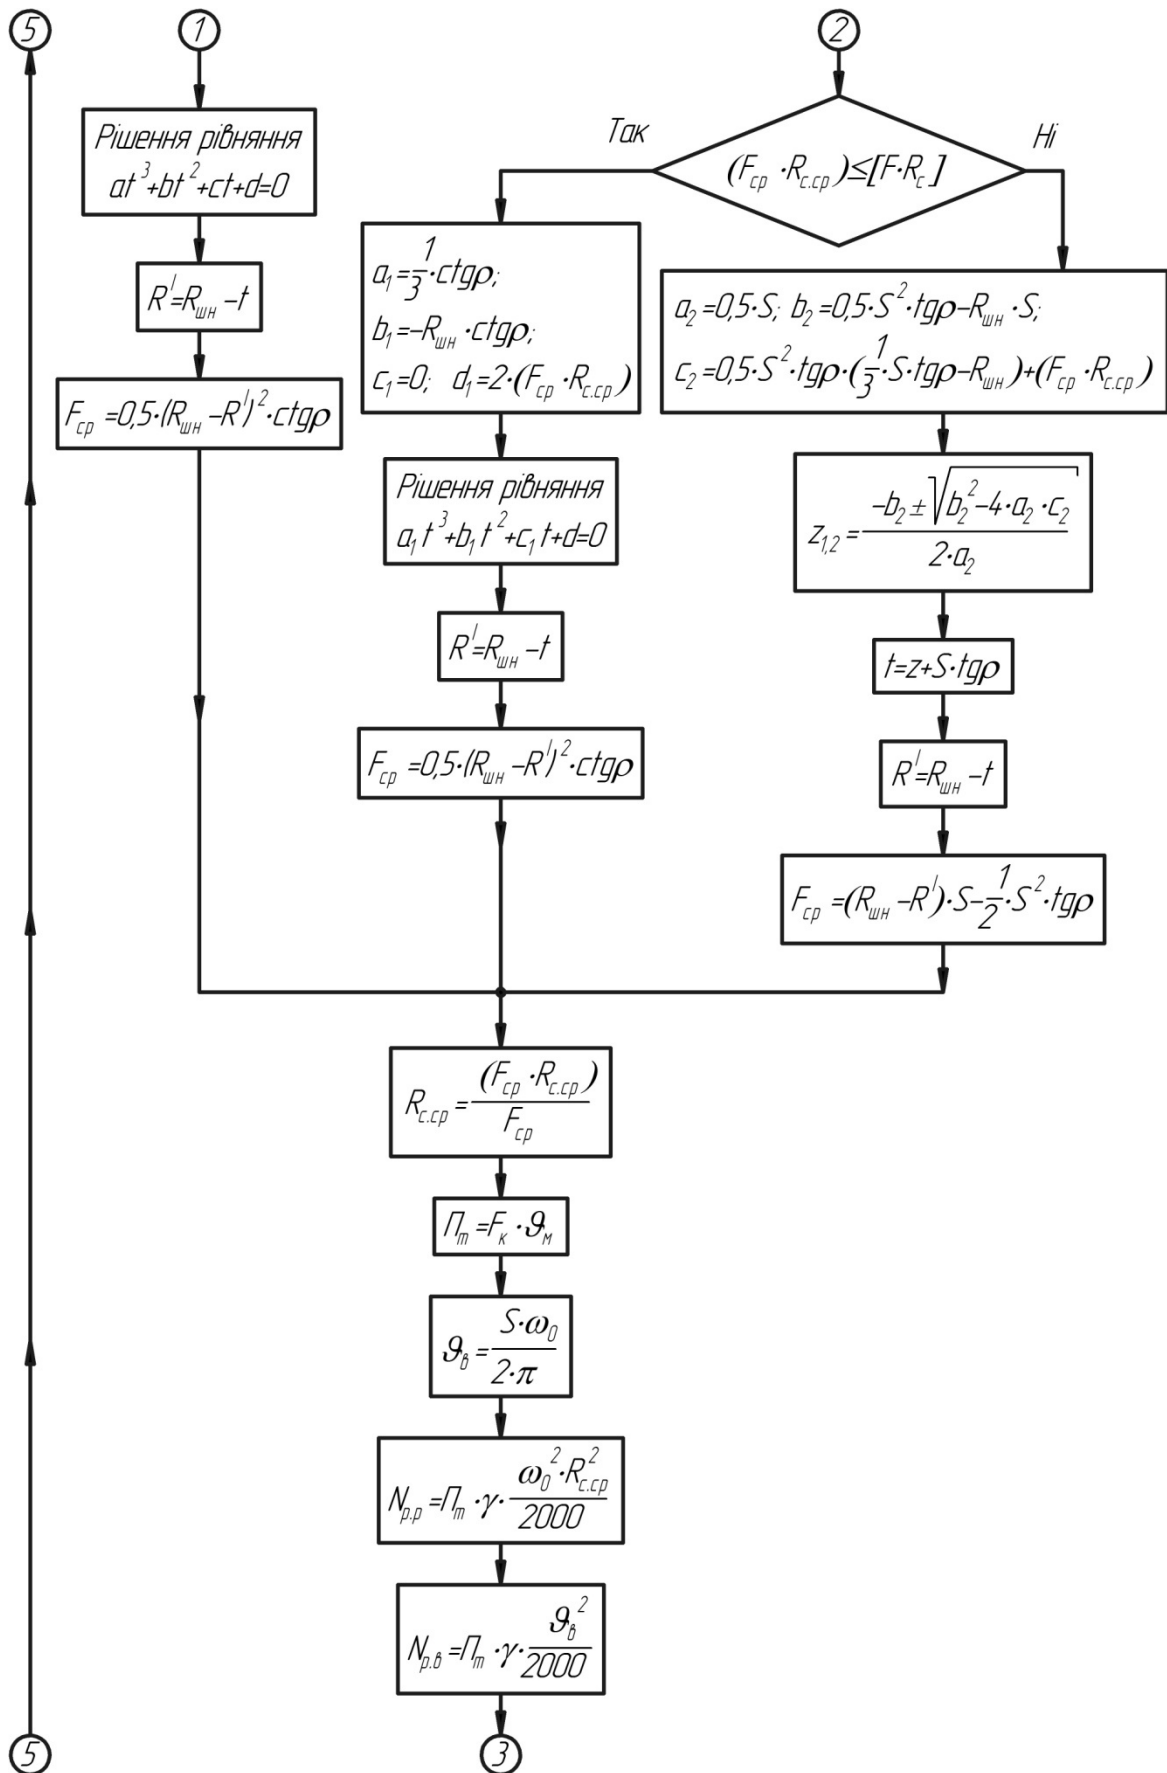 5
1
2
Рішення рівняння
at³+bt²+ct+d=0
R'=Rшн-t
Fср=0,5·(Rшн-R')²·ctgρ
Так
(Fср·Rс.ср)≤[F·Rс]
Ні
a₁=1/3·ctgρ;
b₁=-Rшн·ctgρ;
c₁=0; d₁=2·(Fср·Rс.ср)
Рішення рівняння
a₁t³+b₁t²+c₁t+d=0
R'=Rшн-t
Fср=0,5·(Rшн-R')²·ctgρ
a₂=0,5·S; b₂=0,5·S²·tgρ-Rшн·S;
c₂=0,5·S²·tgρ·(1/3·S·tgρ-Rшн)+(Fср·Rс.ср)
z₁,₂=(-b₂±√(b₂²-4·a₂·c₂))/(2·a₂)
t=z+S·tgρ
R'=Rшн-t
Fср=(Rшн-R')·S-1/2·S²·tgρ
Rс.ср=(Fср·Rс.ср)/Fср
Пт=Fк·ϑм
ϑв=S·ω₀/(2·π)
Nр.р=Пт·γ·ω₀²·R²с.ср/2000
Nр.в=Пт·γ·ϑв²/2000
5
3